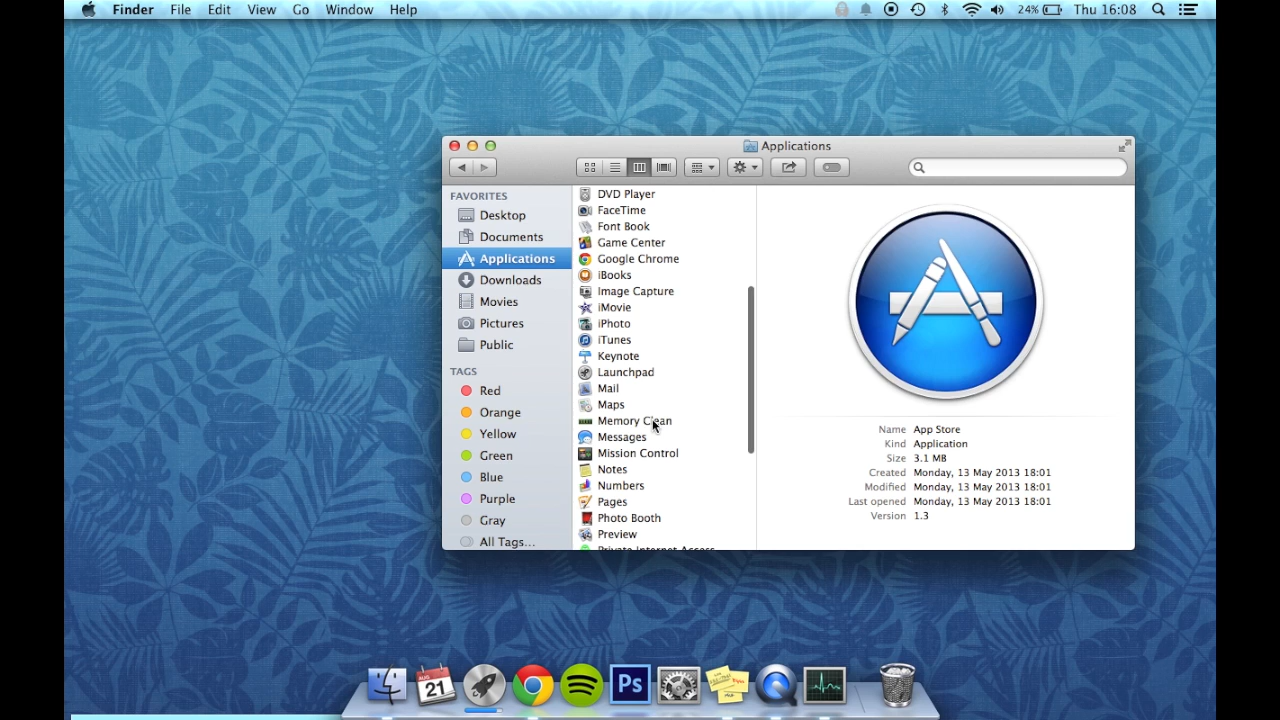 Finder File Edit View Go Window Help 24% Thu 16:08
Applications
FAVORITES
Desktop
Documents
Applications
Downloads
Movies
Pictures
Public
TAGS
Red
Orange
Yellow
Green
Blue
Purple
Gray
All Tags...
DVD Player
FaceTime
Font Book
Game Center
Google Chrome
iBooks
Image Capture
iMovie
iPhoto
iTunes
Keynote
Launchpad
Mail
Maps
Memory Clean
Messages
Mission Control
Notes
Numbers
Pages
Photo Booth
Preview
Private Internet Access
Name App Store
Kind Application
Size 3.1 MB
Created Monday, 13 May 2013 18:01
Modified Monday, 13 May 2013 18:01
Last opened Monday, 13 May 2013 18:01
Version 1.3
AUG
21
Ps